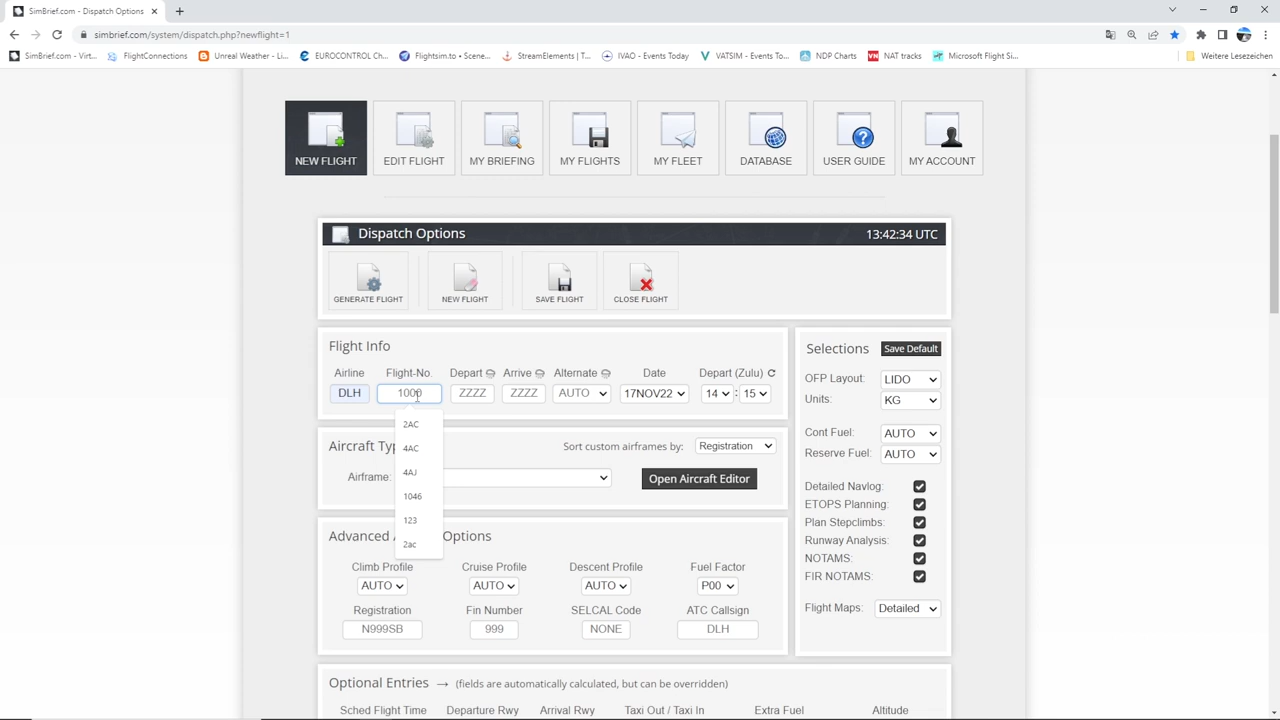 SimBrief.com - Dispatch Options
simbrief.com/system/dispatch.php?newflight=1
SimBrief.com - Virt... FlightConnections Unreal Weather - Li... EUROCONTROL Ch... Flightsim.to • Scene... StreamElements | T... IVAO - Events Today VATSIM - Events To... NDP Charts NAT tracks Microsoft Flight Si... Weitere Lesezeichen
NEW FLIGHT EDIT FLIGHT MY BRIEFING MY FLIGHTS MY FLEET DATABASE USER GUIDE MY ACCOUNT
Dispatch Options 13:42:34 UTC
GENERATE FLIGHT NEW FLIGHT SAVE FLIGHT CLOSE FLIGHT
Flight Info
Airline Flight-No. Depart Arrive Alternate Date Depart (Zulu)
DLH 1000 ZZZZ ZZZZ AUTO 17NOV22 14 : 15
2AC
4AC
4AJ
1046
123
2ac
Aircraft Typ
Sort custom airframes by: Registration
Airframe: Open Aircraft Editor
Advanced A Options
Climb Profile Cruise Profile Descent Profile Fuel Factor
AUTO AUTO AUTO P00
Registration Fin Number SELCAL Code ATC Callsign
N999SB 999 NONE DLH
Selections Save Default
OFP Layout: LIDO
Units: KG
Cont Fuel: AUTO
Reserve Fuel: AUTO
Detailed Navlog:
ETOPS Planning:
Plan Stepclimbs:
Runway Analysis:
NOTAMS:
FIR NOTAMS:
Flight Maps: Detailed
Optional Entries → (fields are automatically calculated, but can be overridden)
Sched Flight Time Departure Rwy Arrival Rwy Taxi Out / Taxi In Extra Fuel Altitude